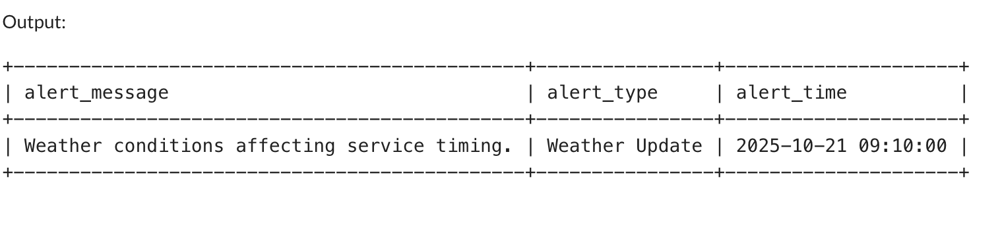 Output:
+----------------------------------------------+----------------+---------------------+
| alert_message | alert_type | alert_time |
+----------------------------------------------+----------------+---------------------+
| Weather conditions affecting service timing. | Weather Update | 2025-10-21 09:10:00 |
+----------------------------------------------+----------------+---------------------+